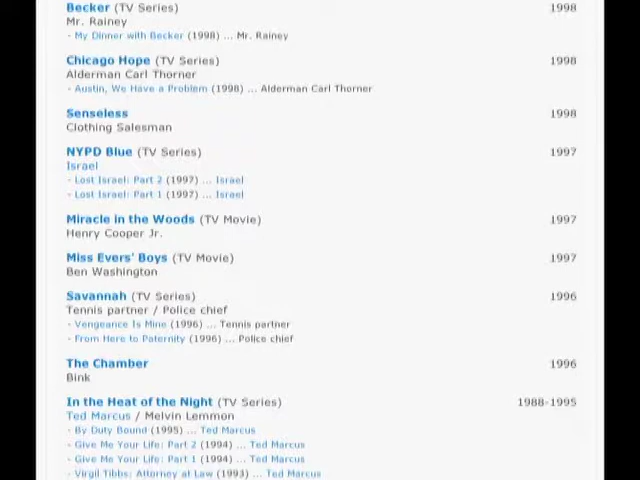 Becker (TV Series) 1998
Mr. Rainey
- My Dinner with Becker (1998) ... Mr. Rainey
Chicago Hope (TV Series) 1998
Alderman Carl Thorner
- Austin, We Have a Problem (1998) ... Alderman Carl Thorner
Senseless 1998
Clothing Salesman
NYPD Blue (TV Series) 1997
Israel
- Lost Israel: Part 2 (1997) ... Israel
- Lost Israel: Part 1 (1997) ... Israel
Miracle in the Woods (TV Movie) 1997
Henry Cooper Jr.
Miss Evers' Boys (TV Movie) 1997
Ben Washington
Savannah (TV Series) 1996
Tennis partner / Police chief
- Vengeance Is Mine (1996) ... Tennis partner
- From Here to Paternity (1996) ... Police chief
The Chamber 1996
Bink
In the Heat of the Night (TV Series) 1988-1995
Ted Marcus / Melvin Lemmon
- By Duty Bound (1995) ... Ted Marcus
- Give Me Your Life: Part 2 (1994) ... Ted Marcus
- Give Me Your Life: Part 1 (1994) ... Ted Marcus
- Virgil Tibbs: Attorney at Law (1993) ... Ted Marcus